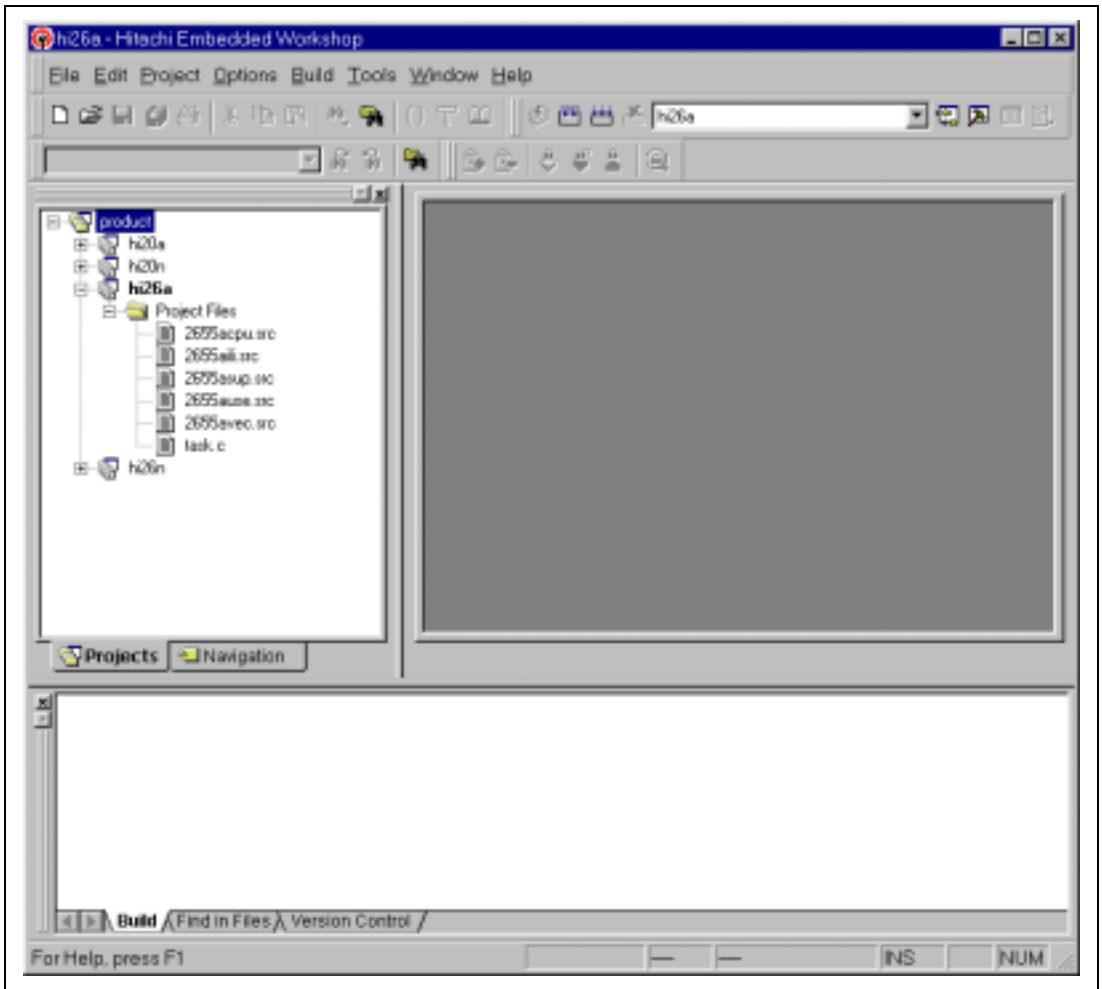 hi26a - Hitachi Embedded Workshop
File Edit Project Options Build Tools Window Help
hi26a
product
hi20a
hi20n
hi26a
Project Files
2655acpu.src
2655aili.src
2655asup.src
2655ause.src
2655avec.src
task.c
hi26n
Projects Navigation
Build Find in Files Version Control
For Help, press F1 INS NUM